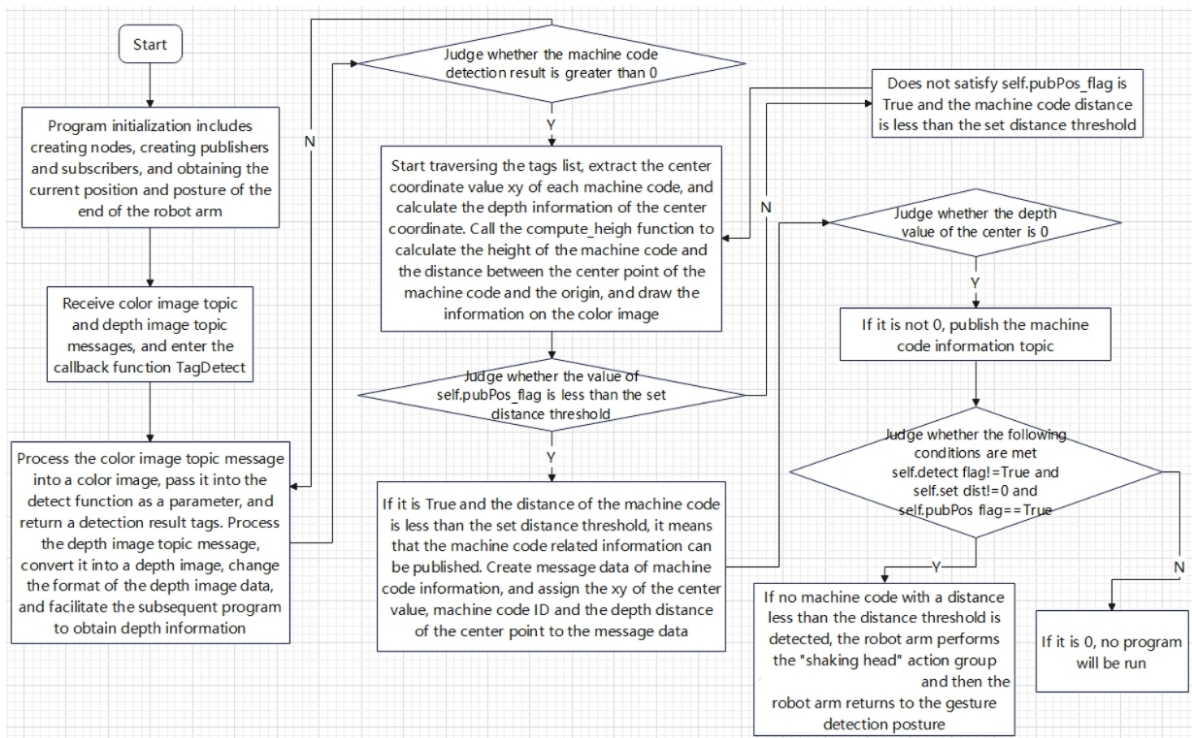 Start
Program initialization includes
creating nodes, creating publishers
and subscribers, and obtaining the
current position and posture of the
end of the robot arm
Receive color image topic
and depth image topic
messages, and enter the
callback function TagDetect
Process the color image topic message
into a color image, pass it into the
detect function as a parameter, and
return a detection result tags. Process
the depth image topic message,
convert it into a depth image, change
the format of the depth image data,
and facilitate the subsequent program
to obtain depth information
N
Judge whether the machine code
detection result is greater than 0
Y
Start traversing the tags list, extract the center
coordinate value xy of each machine code, and
calculate the depth information of the center
coordinate. Call the compute_heigh function to
calculate the height of the machine code and
the distance between the center point of the
machine code and the origin, and draw the
information on the color image
Judge whether the value of
self.pubPos_flag is less than the set
distance threshold
Y
If it is True and the distance of the machine code
is less than the set distance threshold, it means
that the machine code related information can
be published. Create message data of machine
code information, and assign the xy of the center
value, machine code ID and the depth distance
of the center point to the message data
N
Does not satisfy self.pubPos_flag is
True and the machine code distance
is less than the set distance threshold
Judge whether the depth
value of the center is 0
Y
If it is not 0, publish the machine
code information topic
Judge whether the following
conditions are met
self.detect flag!=True and
self.set dist!=0 and
self.pubPos flag==True
Y
If no machine code with a distance
less than the distance threshold is
detected, the robot arm performs
the "shaking head" action group
and then the
robot arm returns to the gesture
detection posture
N
If it is 0, no program
will be run